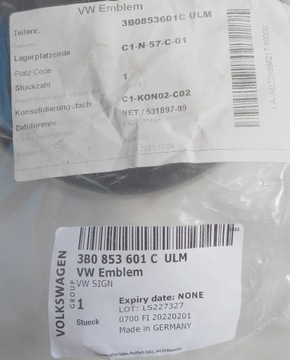 VW Emblem
Teilenr. 3B0853601C ULM
Lagerplatzcode C1-N-57-C-01
Platz Code
Stuckzahl 1
Konsolidierung fach C1-KON02-C02
Debitorennr. NET / 531897-99
VOLKSWAGEN
GROUP
3B0 853 601 C ULM
VW Emblem
VW SIGN
1
Stueck
Expiry date: NONE
LOT: LS227327
0700 FI 20220201
Made in GERMANY